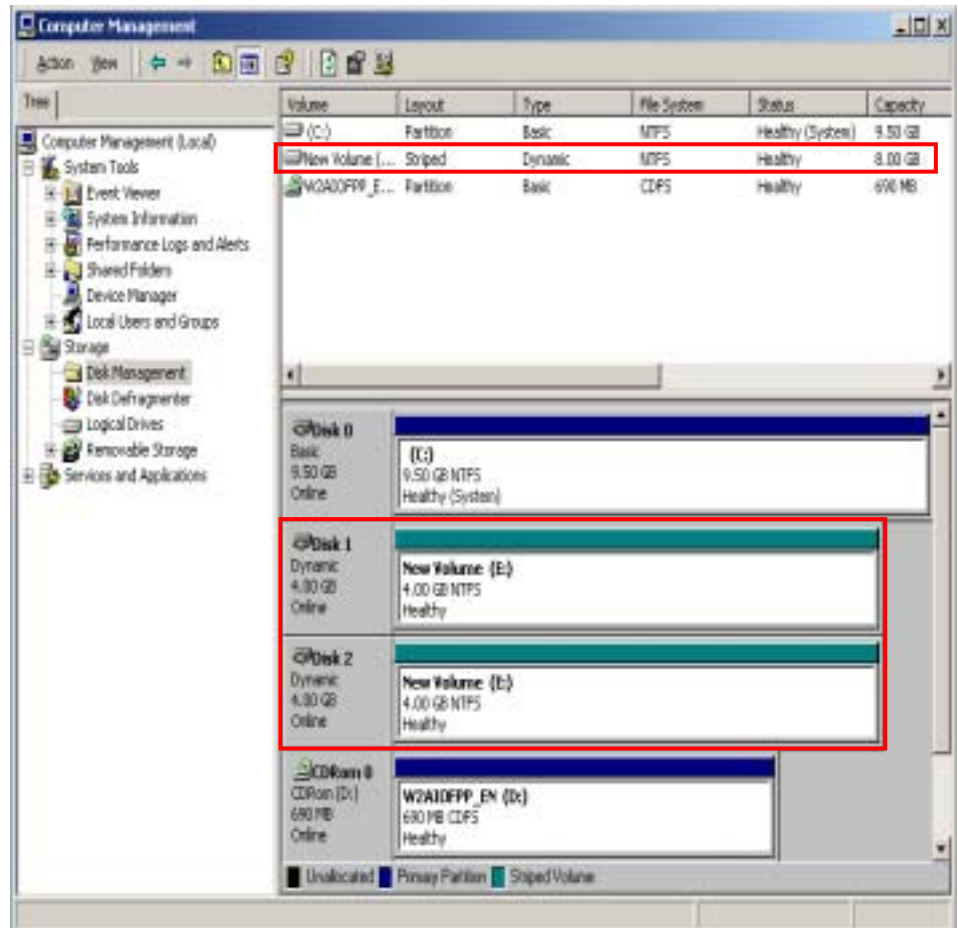 Computer Management
Action View
Tree
Computer Management (Local)
System Tools
Event Viewer
System Information
Performance Logs and Alerts
Shared Folders
Device Manager
Local Users and Groups
Storage
Disk Management
Disk Defragmenter
Logical Drives
Removable Storage
Services and Applications
Volume Layout Type File System Status Capacity
(C:) Partition Basic NTFS Healthy (System) 9.50 GB
New Volume (... Striped Dynamic NTFS Healthy 8.00 GB
W2AIOFPP_E... Partition Basic CDFS Healthy 690 MB
Disk 0
Basic
9.50 GB
Online
(C:)
9.50 GB NTFS
Healthy (System)
Disk 1
Dynamic
4.00 GB
Online
New Volume (E:)
4.00 GB NTFS
Healthy
Disk 2
Dynamic
4.00 GB
Online
New Volume (E:)
4.00 GB NTFS
Healthy
CDRom 0
CDRom (D:)
690 MB
Online
W2AIOFPP_EN (D:)
690 MB CDFS
Healthy
Unallocated Primary Partition Striped Volume